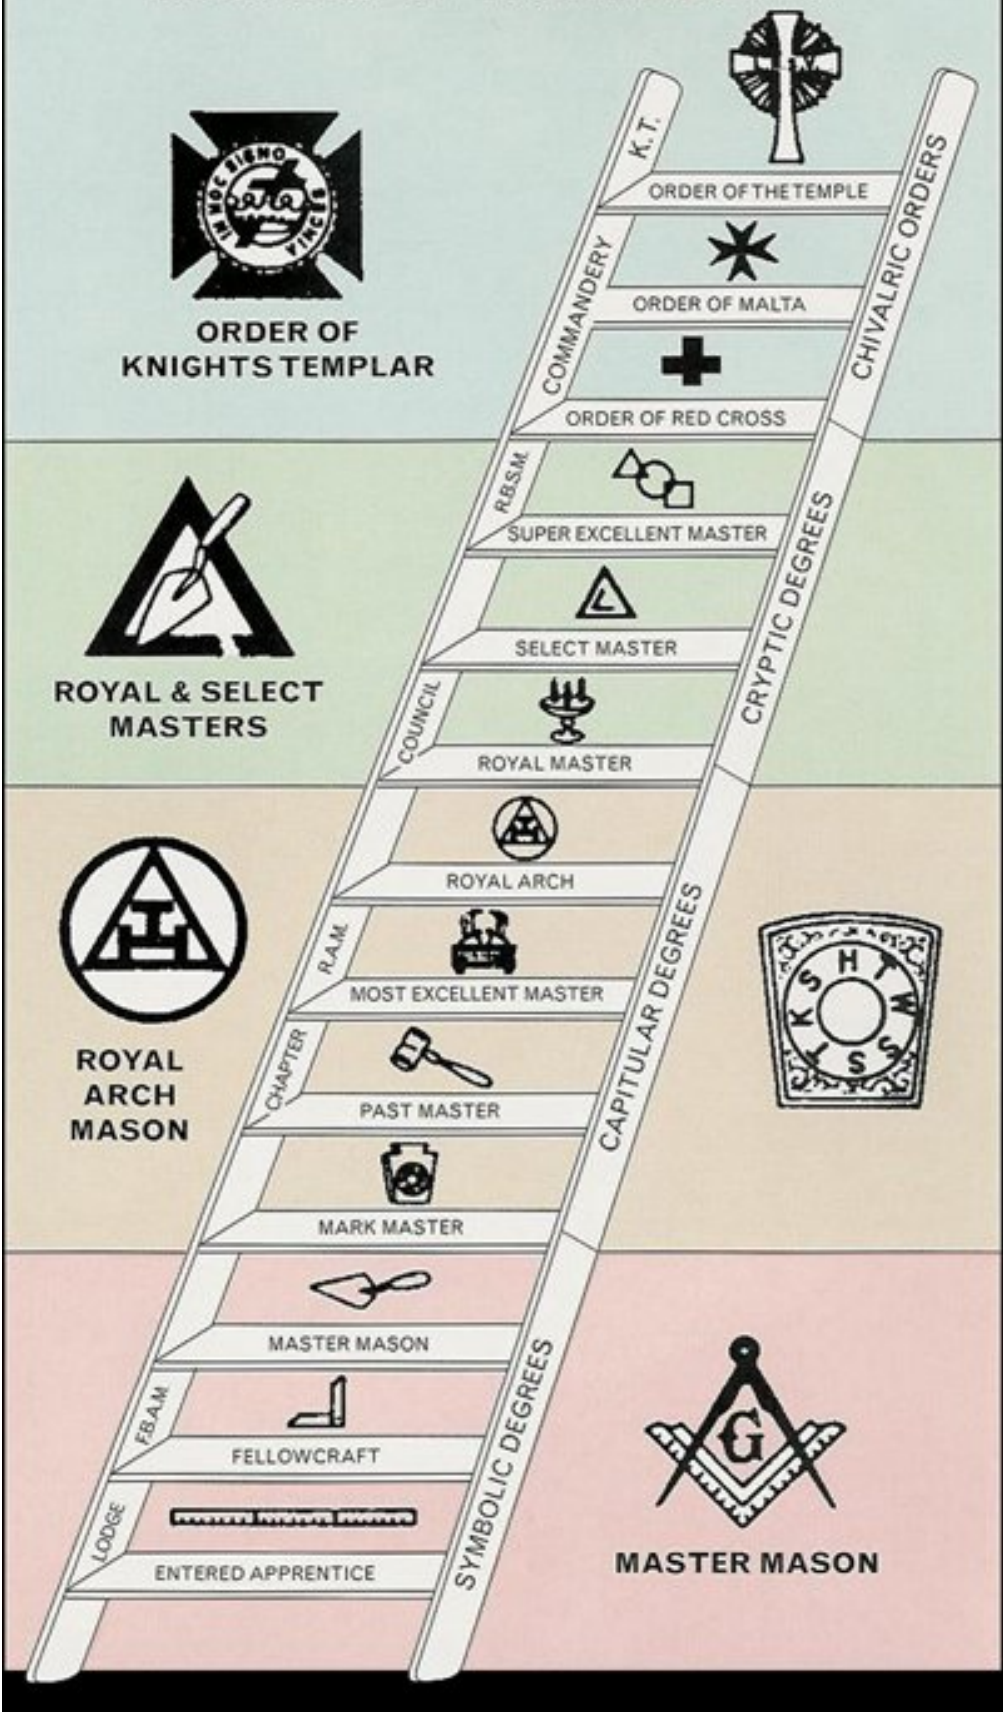 K.T.
ORDER OF THE TEMPLE
CHIVALRIC ORDERS
IN HOC SIGNO VINCES
ORDER OF
KNIGHTS TEMPLAR
COMMANDERY
ORDER OF MALTA
ORDER OF RED CROSS
R.&S.M.
SUPER EXCELLENT MASTER
CRYPTIC DEGREES
SELECT MASTER
ROYAL & SELECT
MASTERS
COUNCIL
ROYAL MASTER
ROYAL ARCH
CAPITULAR DEGREES
R.A.M.
MOST EXCELLENT MASTER
H T W S S T K S
ROYAL
ARCH
MASON
CHAPTER
PAST MASTER
MARK MASTER
MASTER MASON
SYMBOLIC DEGREES
F.&A.M.
FELLOWCRAFT
G
LODGE
ENTERED APPRENTICE
MASTER MASON